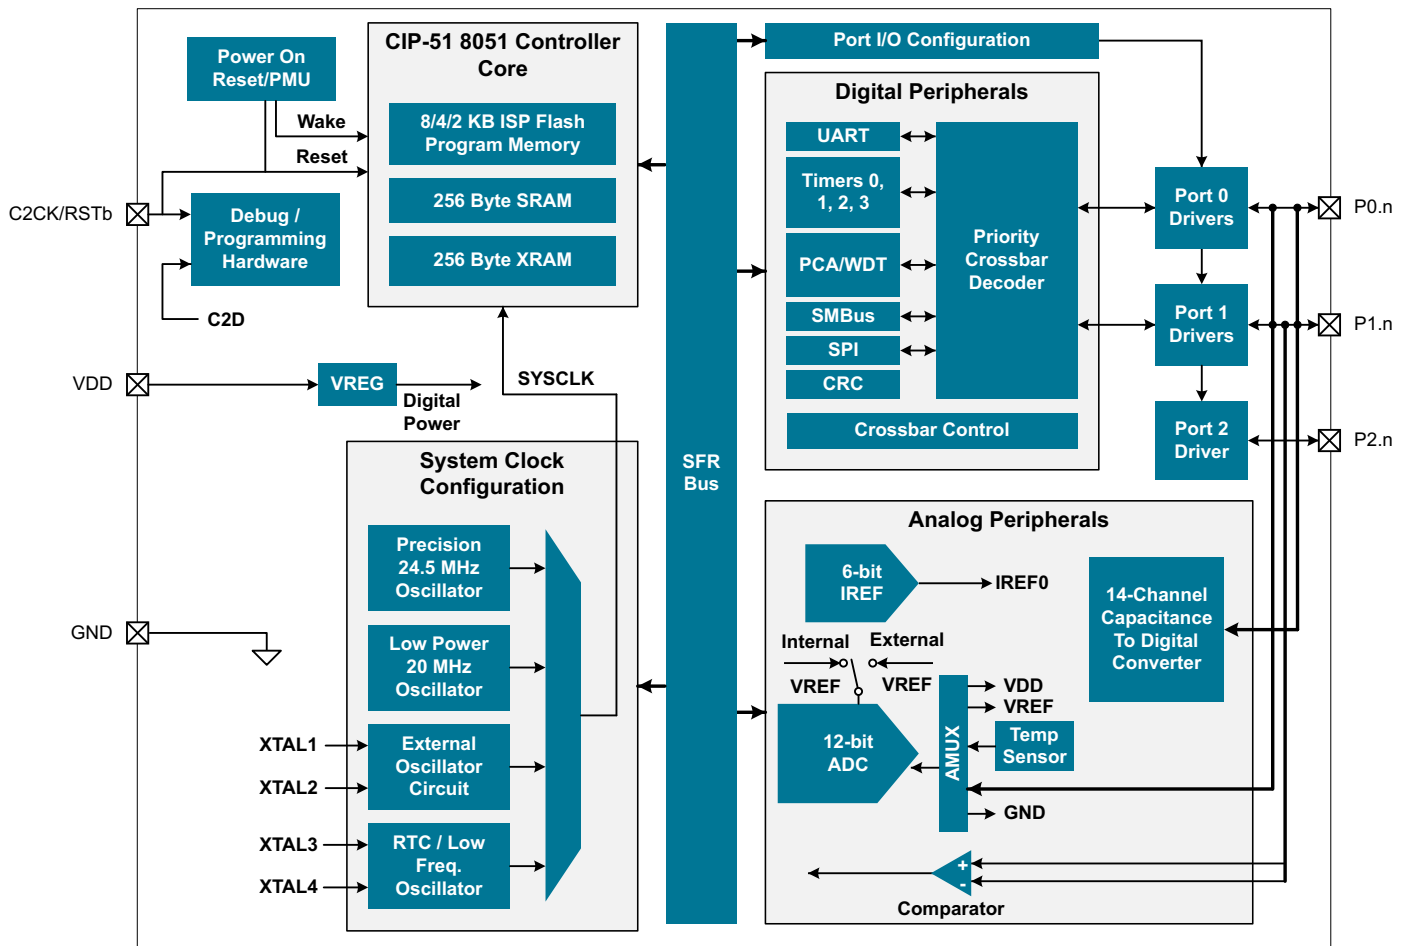 CIP-51 8051 Controller
Core
Power On
Reset/PMU
Wake
Reset
8/4/2 KB ISP Flash
Program Memory
256 Byte SRAM
256 Byte XRAM
C2CK/RSTb
Debug /
Programming
Hardware
C2D
VDD
VREG
Digital
Power
SYSCLK
GND
System Clock
Configuration
Precision
24.5 MHz
Oscillator
Low Power
20 MHz
Oscillator
XTAL1
XTAL2
External
Oscillator
Circuit
XTAL3
XTAL4
RTC / Low
Freq.
Oscillator
SFR
Bus
Port I/O Configuration
Digital Peripherals
UART
Timers 0,
1, 2, 3
PCA/WDT
SMBus
SPI
CRC
Priority
Crossbar
Decoder
Crossbar Control
Port 0
Drivers
P0.n
Port 1
Drivers
P1.n
Port 2
Driver
P2.n
Analog Peripherals
6-bit
IREF
IREF0
14-Channel
Capacitance
To Digital
Converter
Internal
External
VREF
VREF
12-bit
ADC
AMUX
VDD
VREF
Temp
Sensor
GND
+
-
Comparator